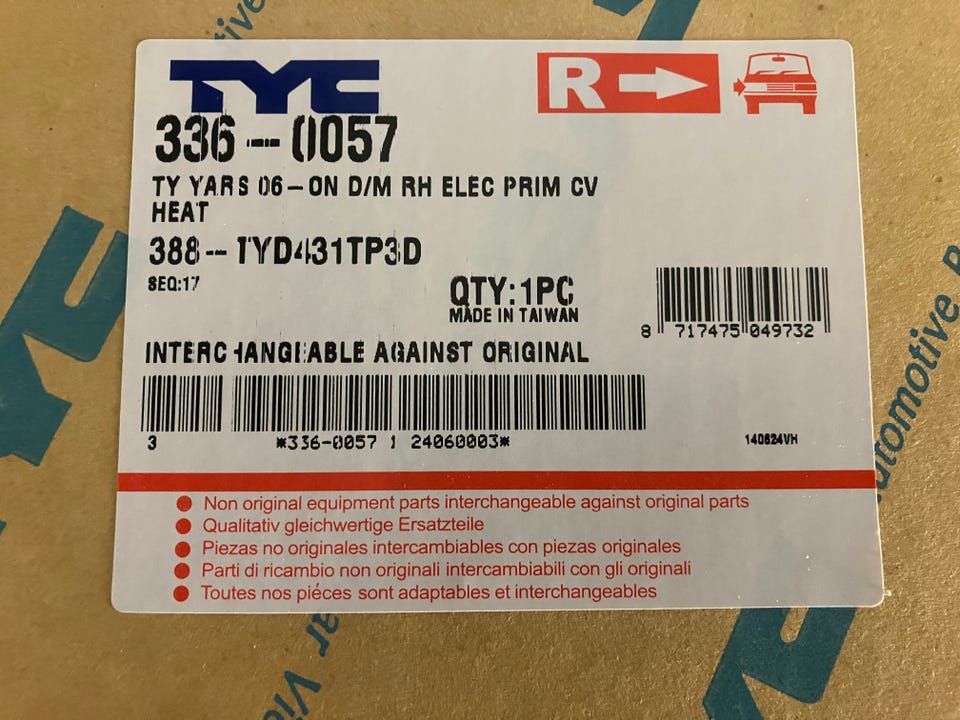 TYC
R
336-0057
TY YARS 06-ON D/M RH ELEC PRIM CV
HEAT
388-TYD431TP3D
SEQ:17
QTY:1PC
MADE IN TAIWAN
8 717475 049732
INTERCHANGEABLE AGAINST ORIGINAL
3 *336-0057 1 24060003*
140624VH
Non original equipment parts interchangeable against original parts
Qualitativ gleichwertige Ersatzteile
Piezas no originales intercambiables con piezas originales
Parti di ricambio non originali intercambiabili con gli originali
Toutes nos piéces sont adaptables et interchangeables